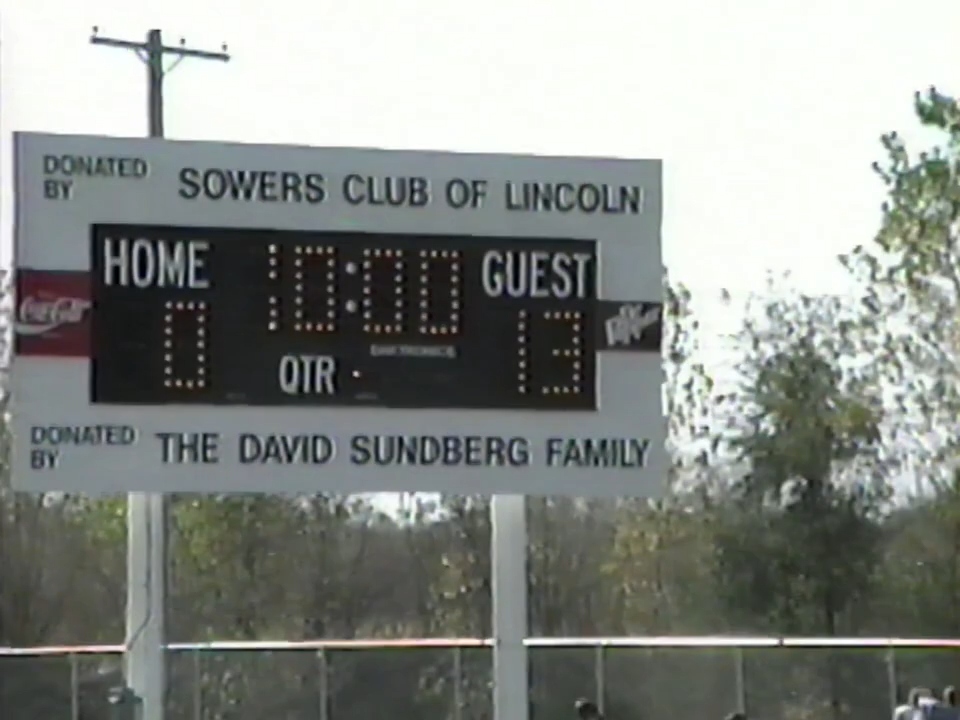 DONATED
BY
SOWERS CLUB OF LINCOLN
HOME
10:00
GUEST
Coca-Cola
0
13
QTR
DAKTRONICS
DONATED
BY
THE DAVID SUNDBERG FAMILY